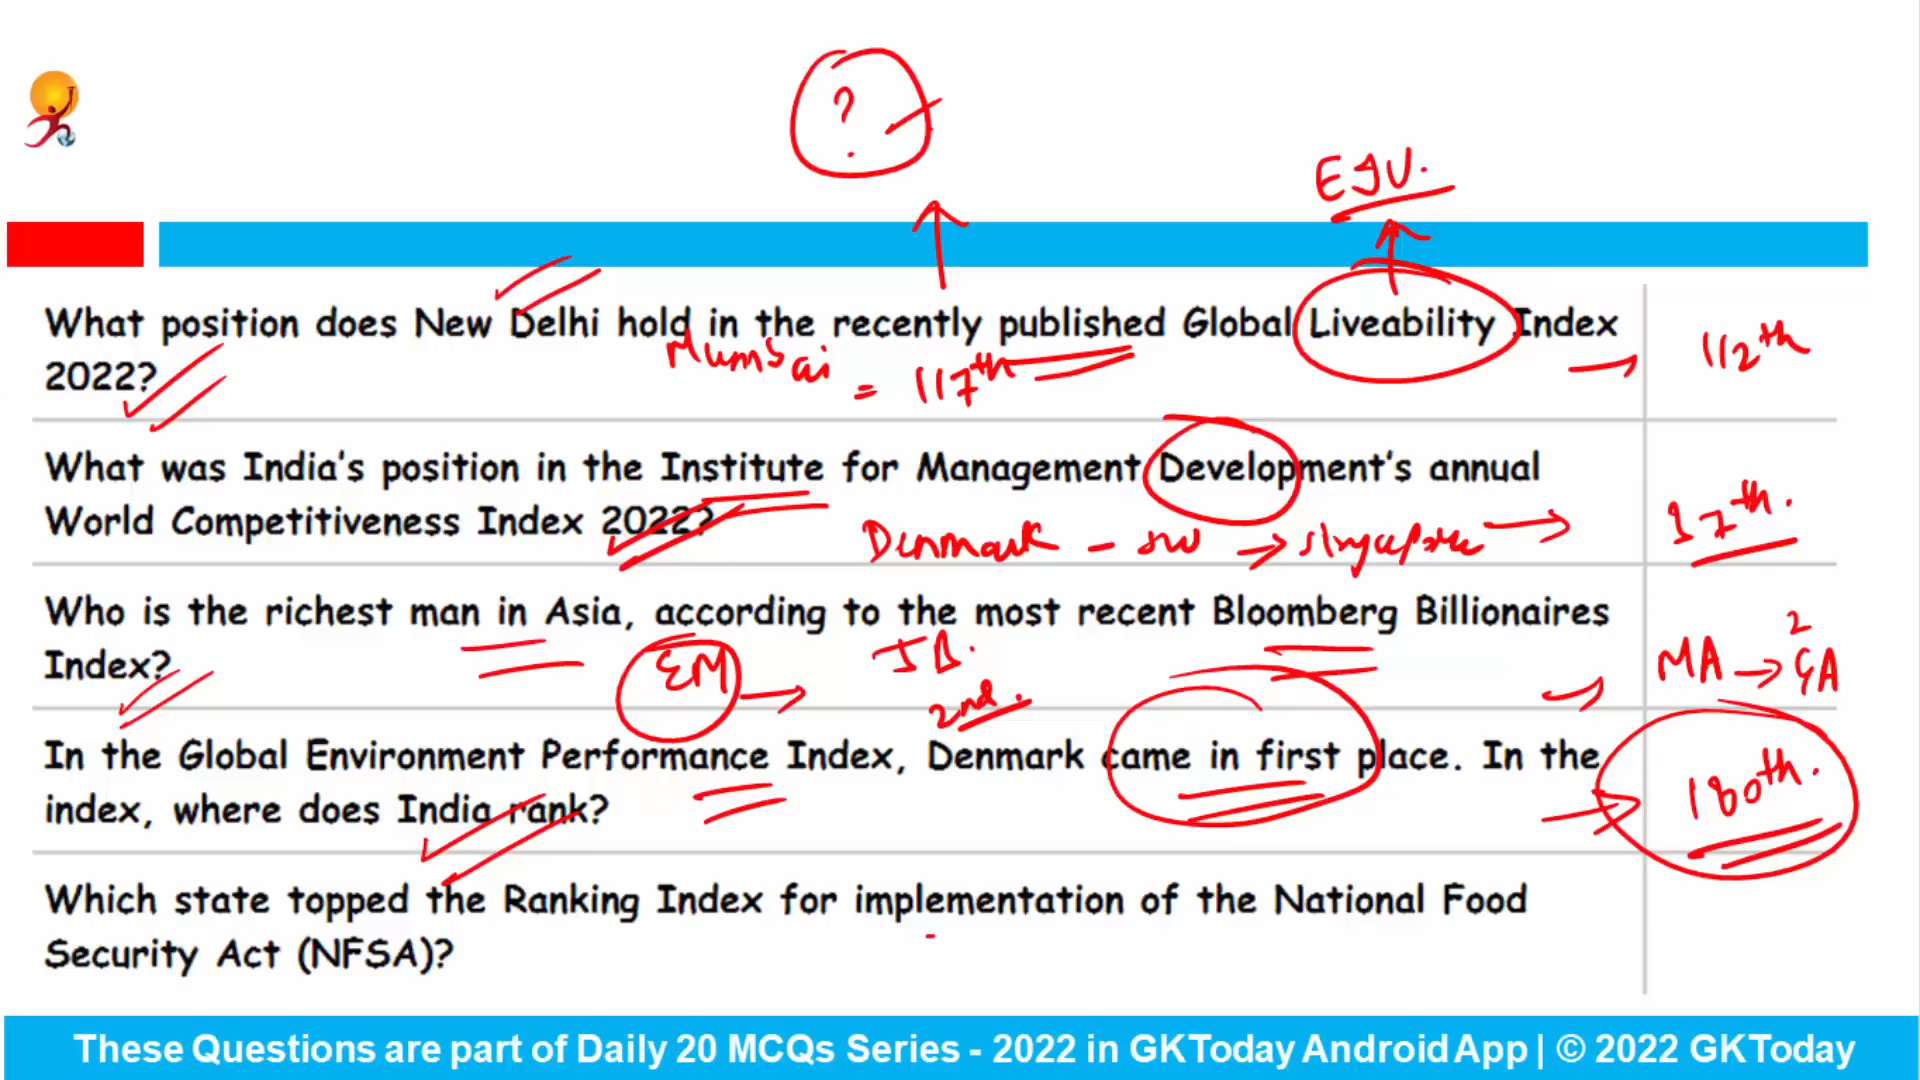 ?
EIU.
What position does New Delhi hold in the recently published Global Liveability Index
2022?
Mumbai = 117th
112th
What was India's position in the Institute for Management Development's annual
World Competitiveness Index 2022?
Denmark - SW → Singapore →
37th.
Who is the richest man in Asia, according to the most recent Bloomberg Billionaires
Index?
EM → JB.
2nd.
2
MA → GA
In the Global Environment Performance Index, Denmark came in first place. In the
index, where does India rank?
180th.
Which state topped the Ranking Index for implementation of the National Food
Security Act (NFSA)?
These Questions are part of Daily 20 MCQs Series - 2022 in GKToday Android App | © 2022 GKToday